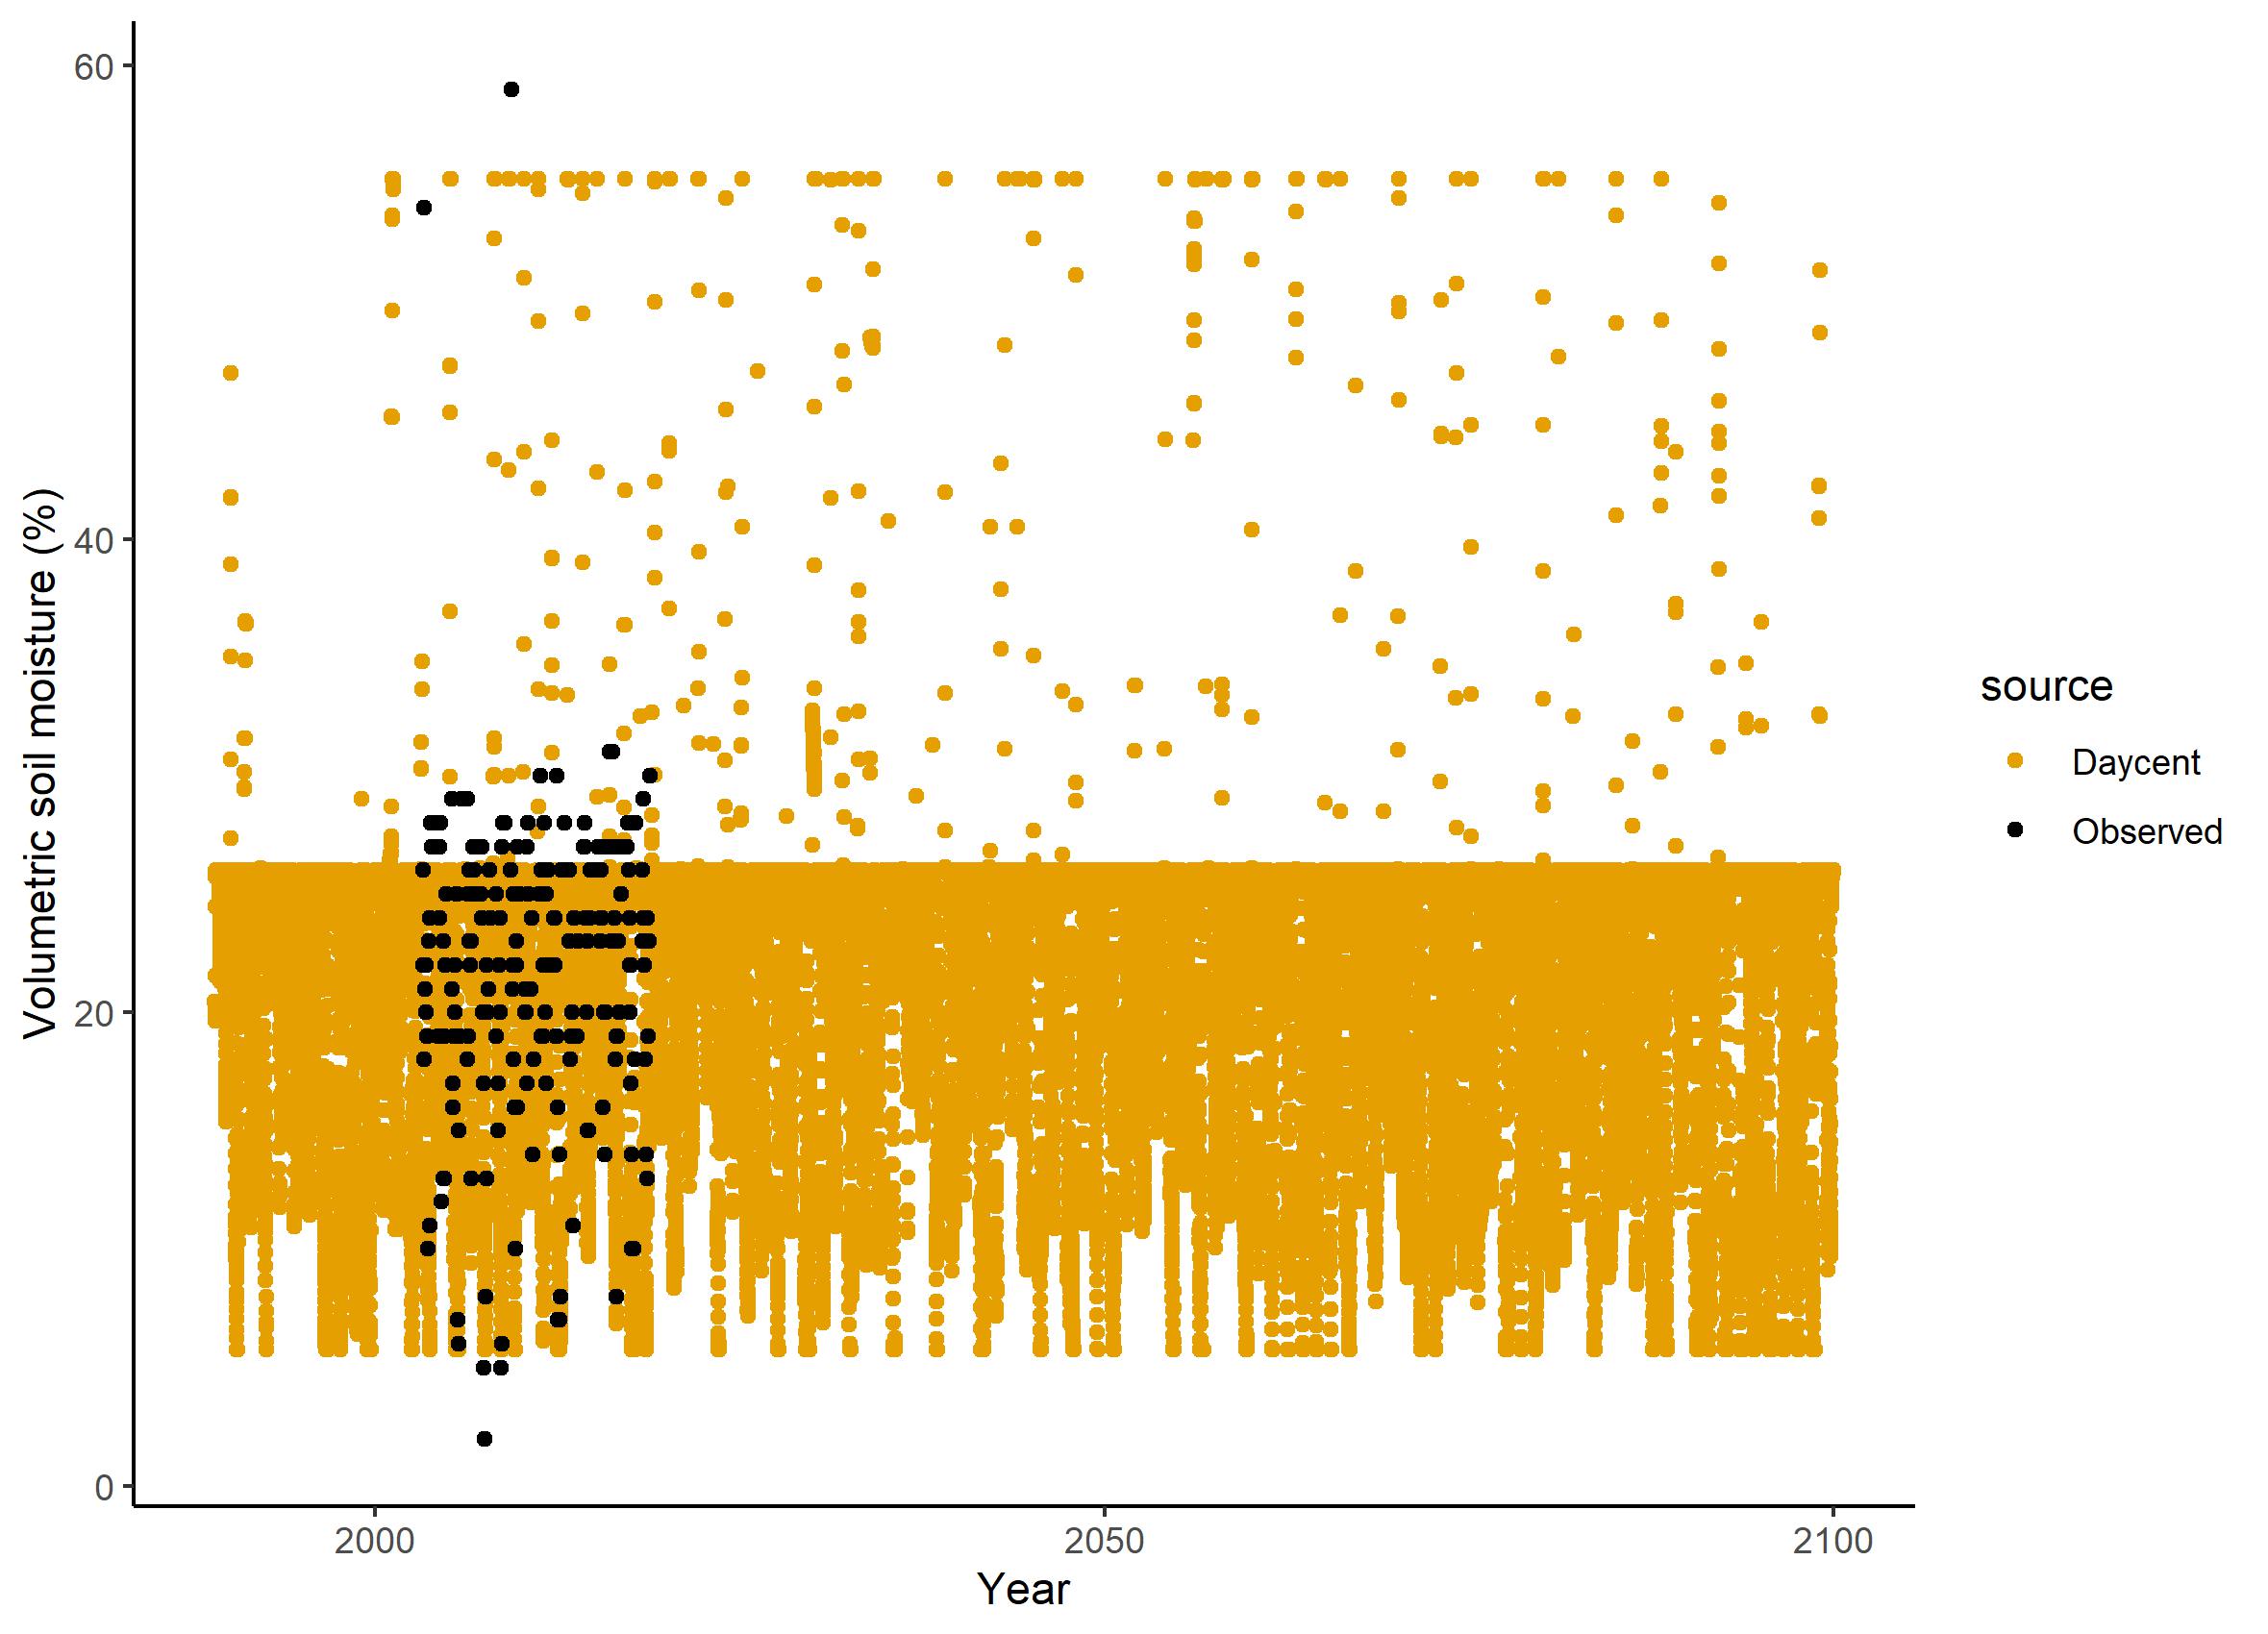 60
40
20
0
Volumetric soil moisture (%)
2000
2050
2100
Year
source
Daycent
Observed